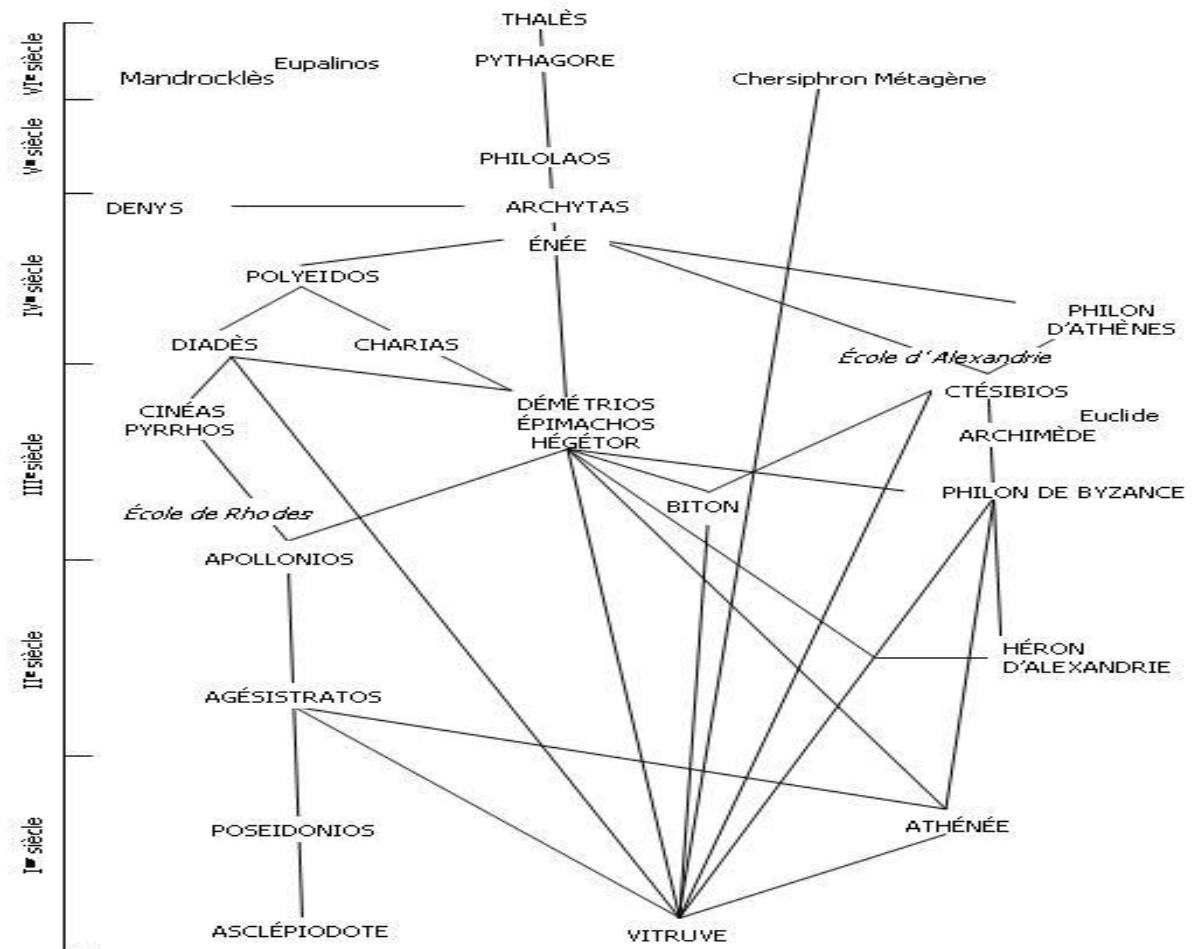 THALÈS
VIe siècle
Eupalinos
PYTHAGORE
Mandrocklès
Chersiphron Métagène
Ve siècle
PHILOLAOS
DENYS
ARCHYTAS
ÉNÉE
IVe siècle
POLYEIDOS
PHILON
D'ATHÈNES
DIADÈS
CHARIAS
École d'Alexandrie
CTÉSIBIOS
CINÉAS
PYRRHOS
DÉMÉTRIOS
ÉPIMACHOS
HÉGÉTOR
Euclide
ARCHIMÈDE
IIIe siècle
PHILON DE BYZANCE
BITON
École de Rhodes
APOLLONIOS
IIe siècle
HÉRON
D'ALEXANDRIE
AGÉSISTRATOS
Ier siècle
POSEIDONIOS
ATHÉNÉE
ASCLÉPIODOTE
VITRUVE